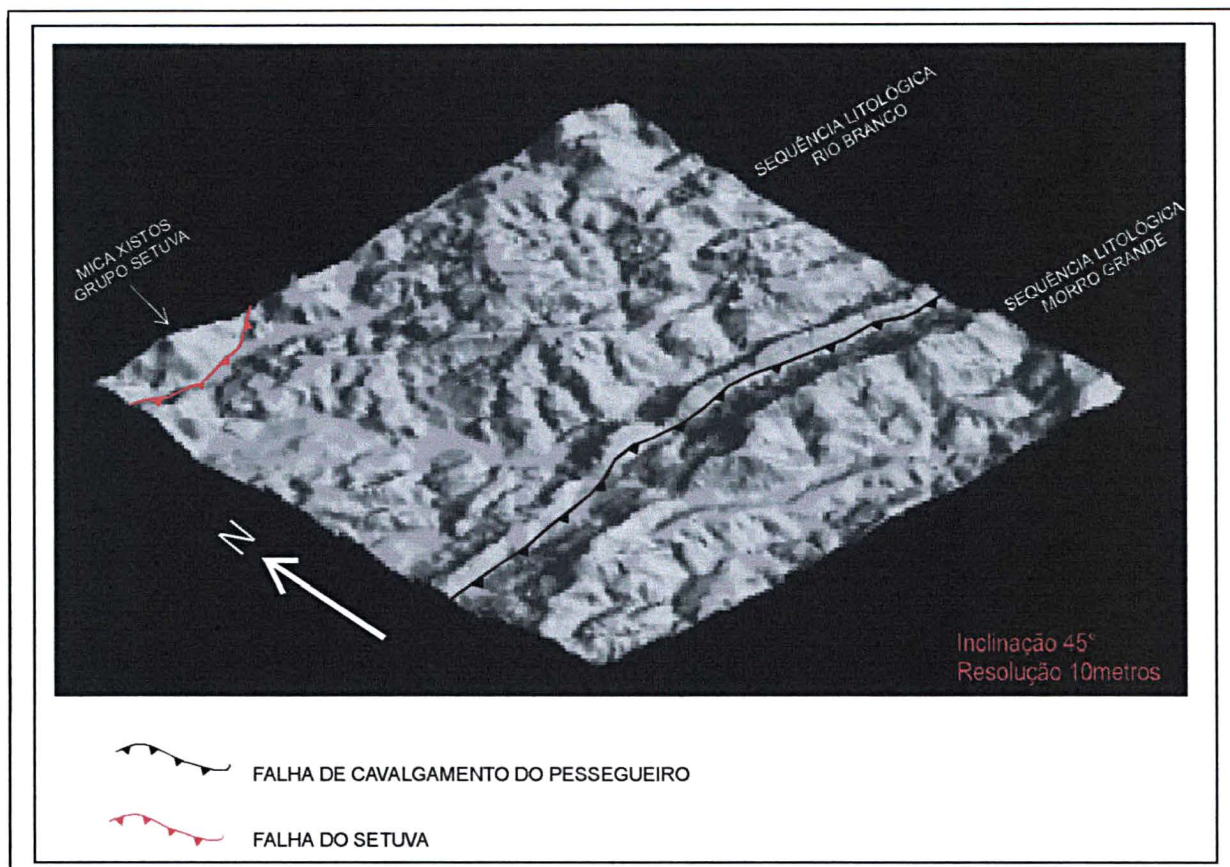 SEQUÊNCIA LITOLÓGICA
RIO BRANCO
SEQUÊNCIA LITOLÓGICA
MORRO GRANDE
MICA XISTOS
GRUPO SETUVA
N
Inclinação 45°
Resolução 10metros
FALHA DE CAVALGAMENTO DO PESSEGUEIRO
FALHA DO SETUVA